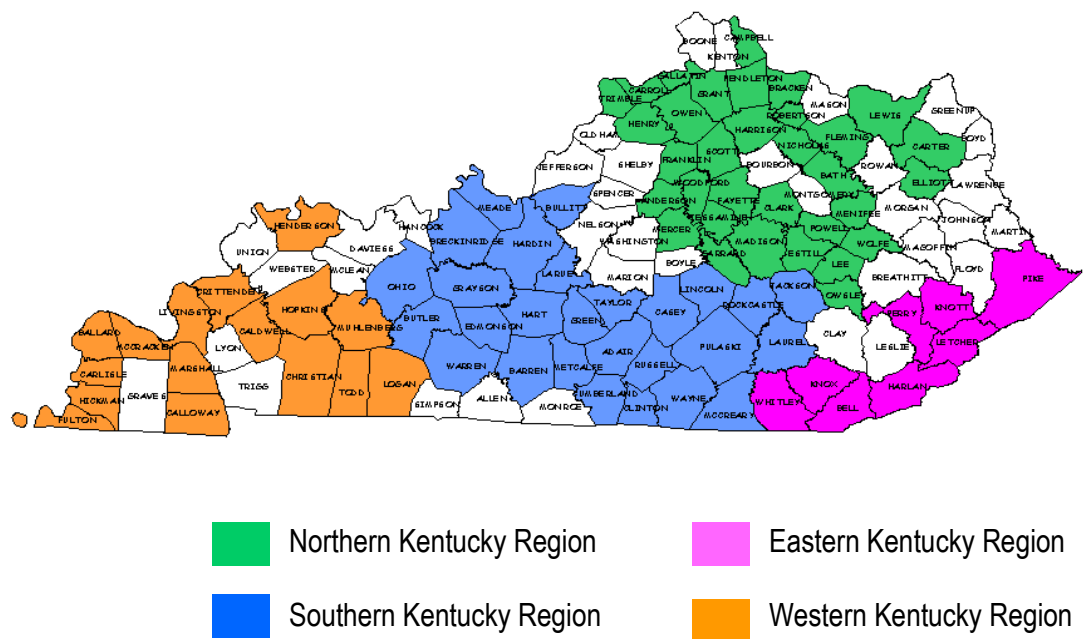 BOONE
CAMPBELL
KENTON
GALLATIN
PENDLETON
CARROLL
GRANT
BRACKEN
TRIMBLE
MASON
OWEN
ROBERTSON
LEWIS
GREENUP
HENRY
HARRISON
FLEMING
BOYD
OLDHAM
NICHOLAS
CARTER
SCOTT
SHELBY
FRANKLIN
BOURBON
ROWAN
JEFFERSON
BATH
WOODFORD
ELLIOTT
LAWRENCE
SPENCER
ANDERSON
FAYETTE
CLARK
MONTGOMERY
MENIFEE
MORGAN
BULLITT
MEADE
NELSON
JESSAMINE
POWELL
JOHNSON
MARTIN
HENDERSON
HANCOCK
MERCER
WASHINGTON
MADISON
WOLFE
MAGOFFIN
DAVIESS
BRECKINRIDGE
HARDIN
GARRARD
ESTILL
LEE
FLOYD
UNION
BOYLE
WEBSTER
MCLEAN
LARUE
MARION
BREATHITT
PIKE
OHIO
GRAYSON
LINCOLN
JACKSON
OWSLEY
CRITTENDEN
TAYLOR
ROCKCASTLE
KNOTT
LIVINGSTON
HOPKINS
HART
CASEY
PERRY
BUTLER
EDMONSON
GREEN
CALDWELL
MUHLENBERG
CLAY
BALLARD
LAUREL
LETCHER
MCCRACKEN
LYON
PULASKI
LESLIE
ADAIR
WARREN
BARREN
METCALFE
RUSSELL
MARSHALL
CARLISLE
CHRISTIAN
TRIGG
TODD
LOGAN
KNOX
HARLAN
HICKMAN
GRAVES
CUMBERLAND
WAYNE
WHITLEY
SIMPSON
ALLEN
MONROE
CLINTON
MCCREARY
BELL
CALLOWAY
FULTON
Northern Kentucky Region
Eastern Kentucky Region
Southern Kentucky Region
Western Kentucky Region